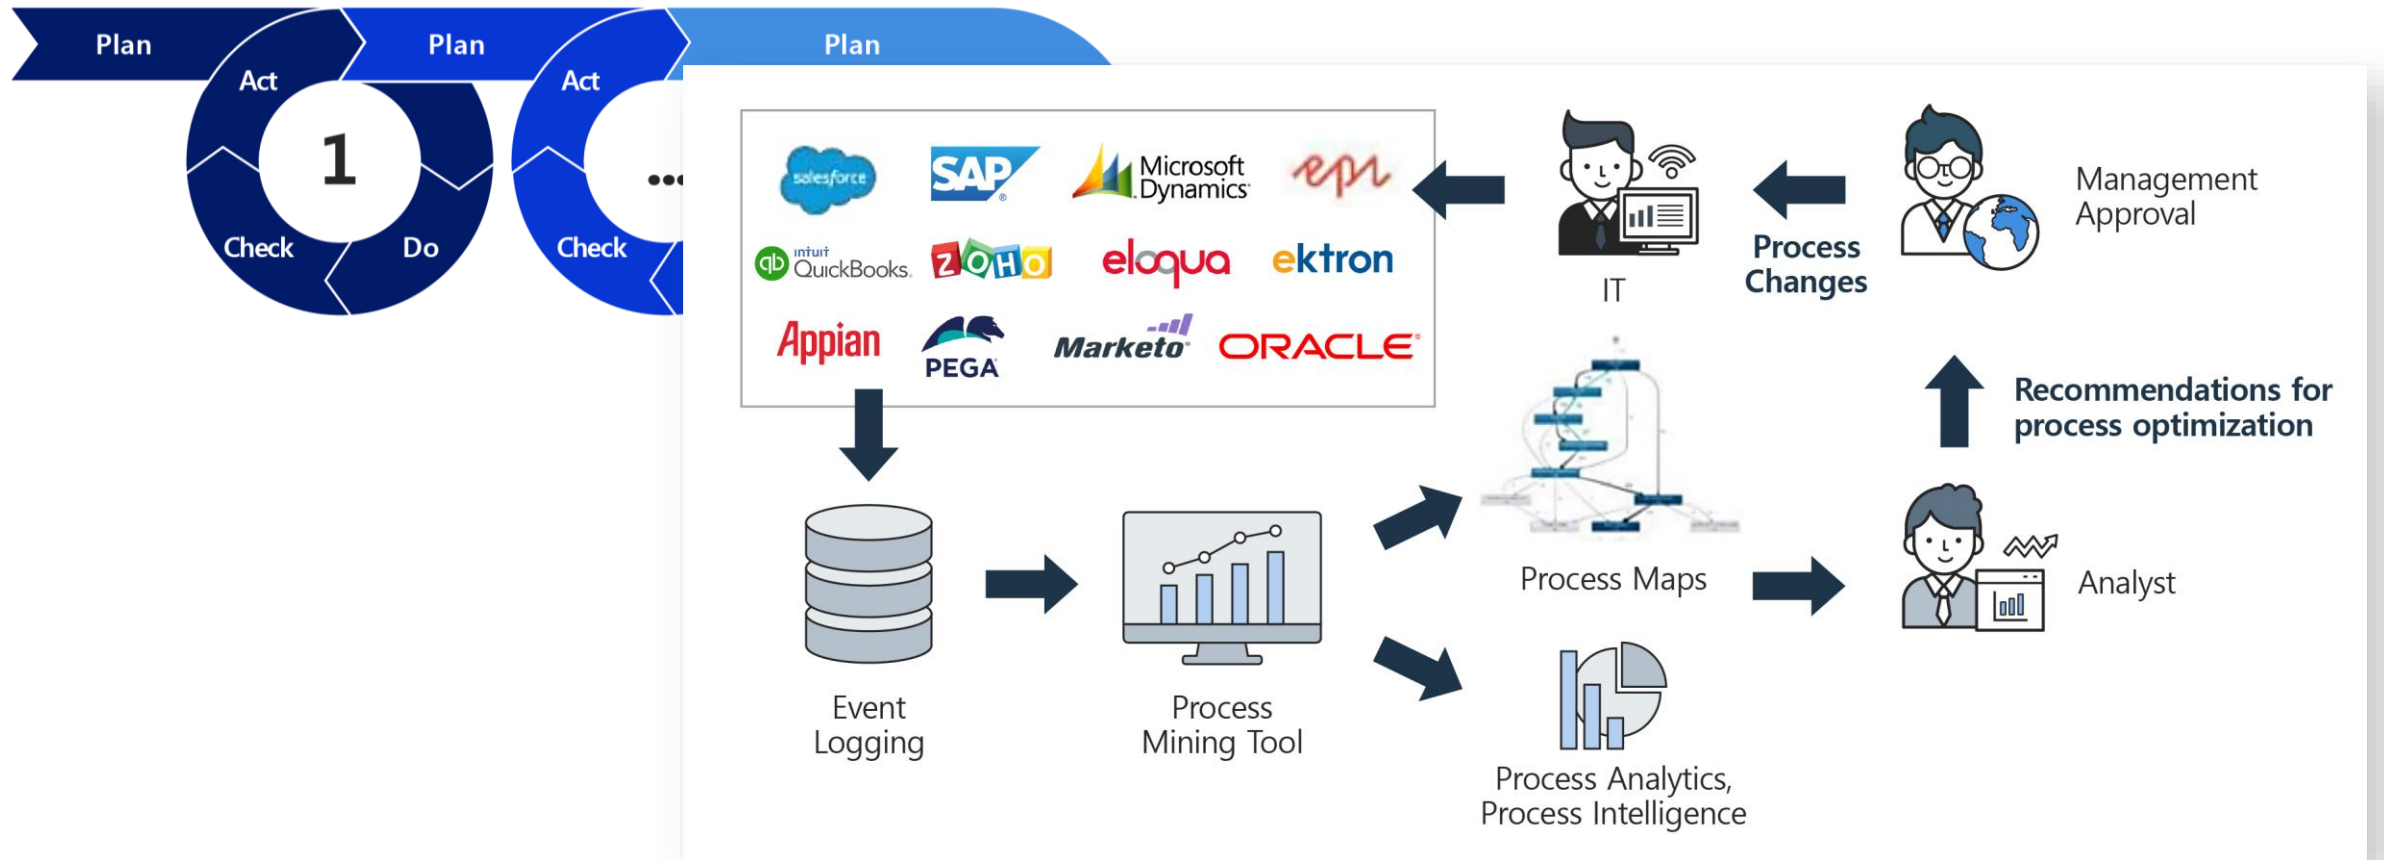 Plan
Plan
Plan
Act
Act
1
...
Check
Do
Check
salesforce
SAP
®
Microsoft
Dynamics
epi
intuit
qb QuickBooks.
ZOHO
eloqua
ektron
Appian
PEGA
Marketo
ORACLE
IT
Process
Changes
Management
Approval
Recommendations for
process optimization
Event
Logging
Process
Mining Tool
Process Maps
Analyst
Process Analytics,
Process Intelligence